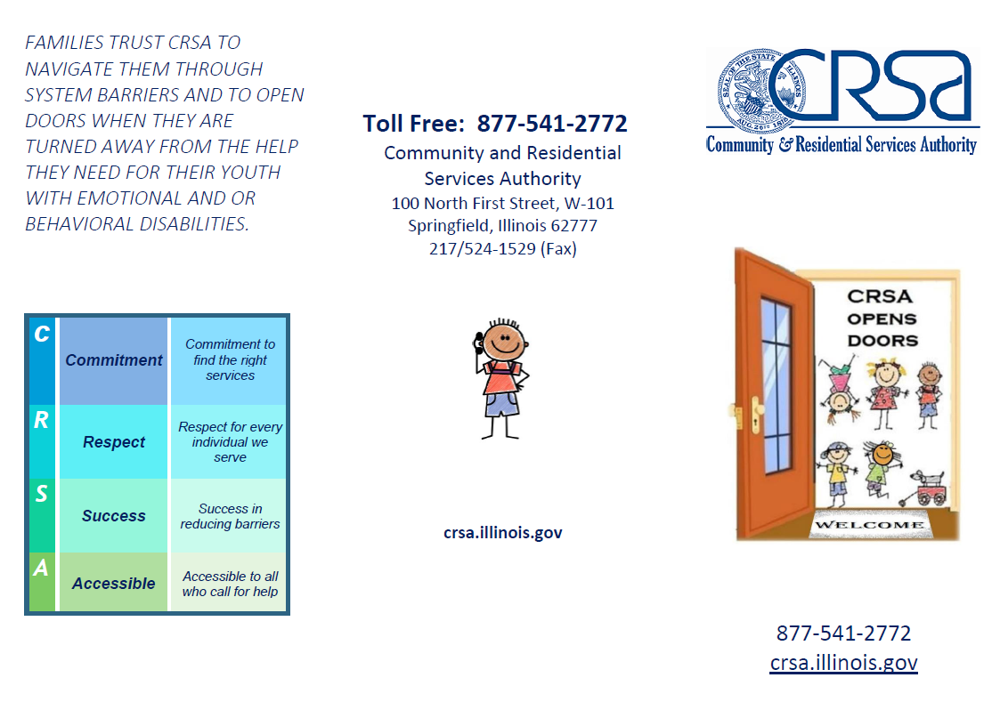 FAMILIES TRUST CRSA TO
NAVIGATE THEM THROUGH
SYSTEM BARRIERS AND TO OPEN
DOORS WHEN THEY ARE
TURNED AWAY FROM THE HELP
THEY NEED FOR THEIR YOUTH
WITH EMOTIONAL AND OR
BEHAVIORAL DISABILITIES.
C
Commitment
Commitment to
find the right
services
R
Respect
Respect for every
individual we
serve
S
Success
Success in
reducing barriers
A
Accessible
Accessible to all
who call for help
Toll Free: 877-541-2772
Community and Residential
Services Authority
100 North First Street, W-101
Springfield, Illinois 62777
217/524-1529 (Fax)
crsa.illinois.gov
SEAL OF THE STATE
ILLINOIS
AUG. 26TH 1818
CRSA
Community & Residential Services Authority
CRSA
OPENS
DOORS
WELCOME
877-541-2772
crsa.illinois.gov